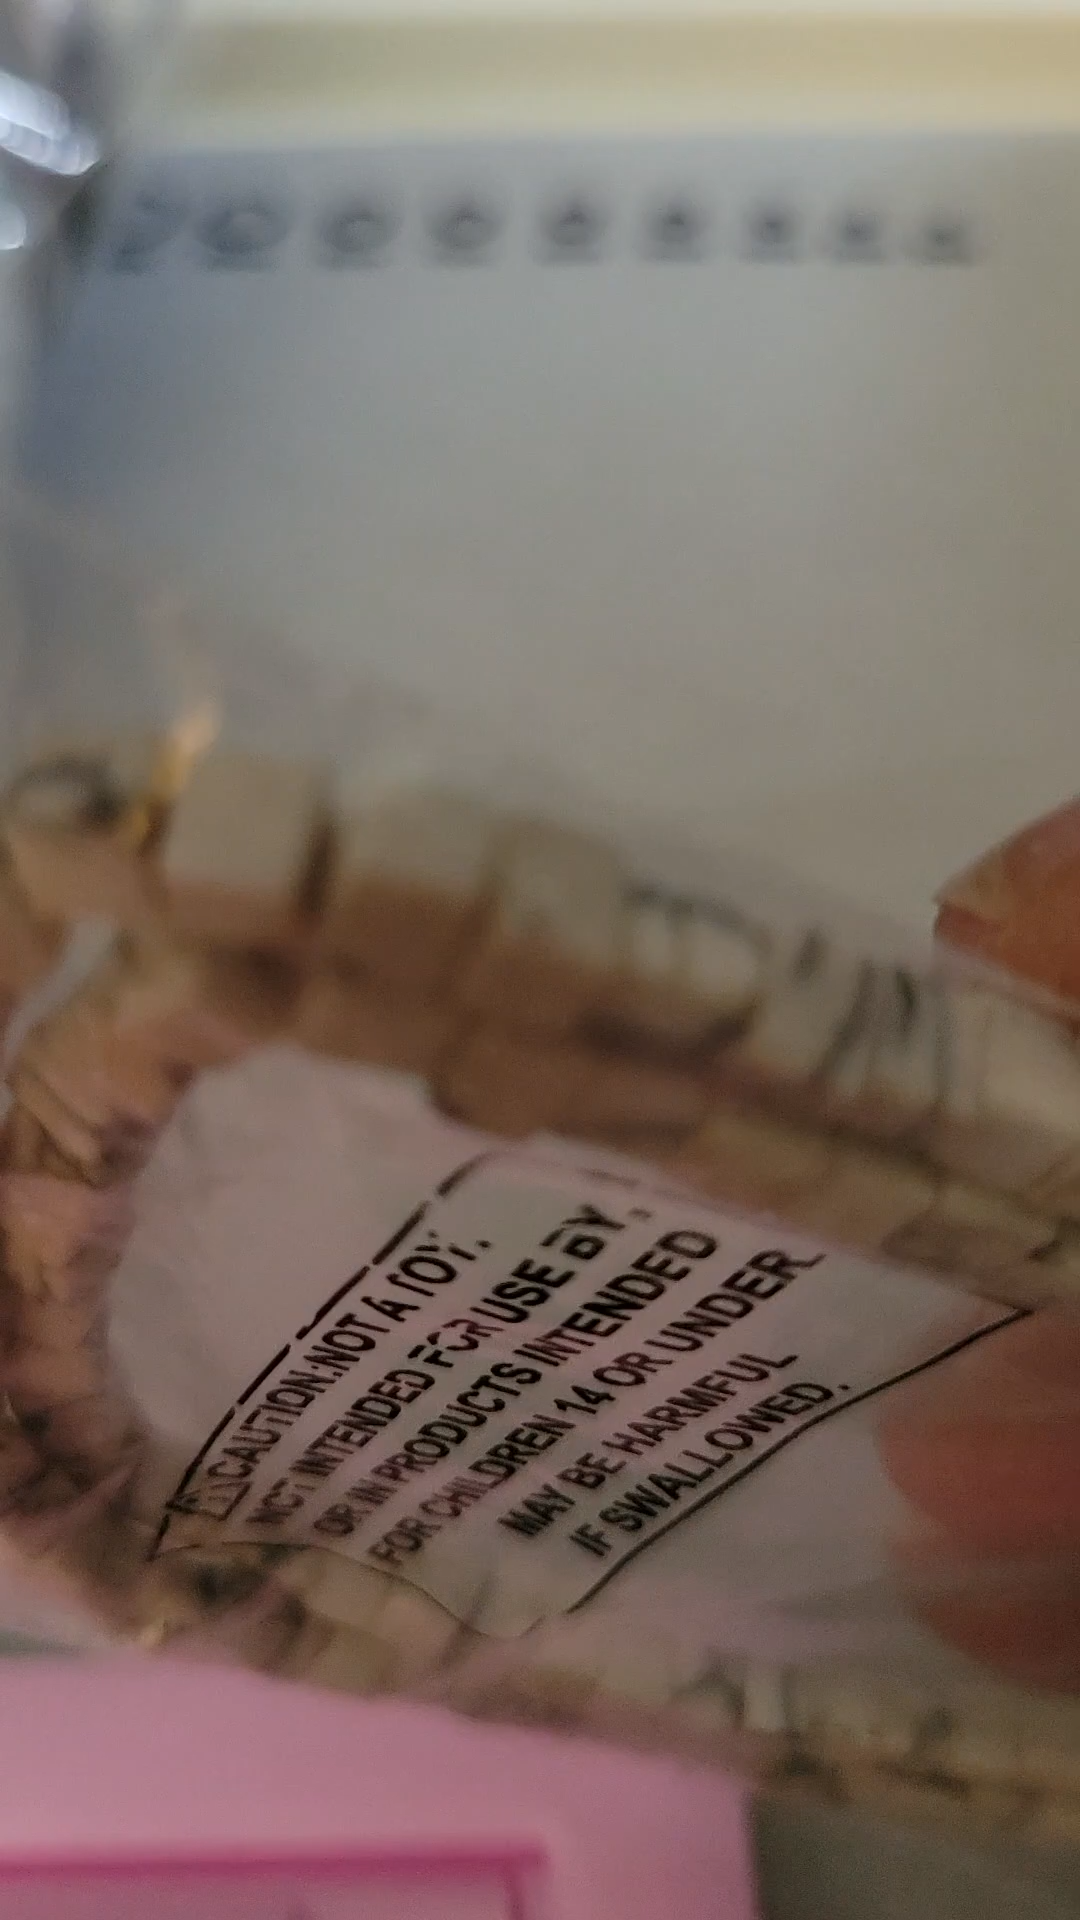 ⚠CAUTION:NOT A TOY.
NOT INTENDED FOR USE BY,
OR IN PRODUCTS INTENDED
FOR CHILDREN 14 OR UNDER.
MAY BE HARMFUL
IF SWALLOWED.